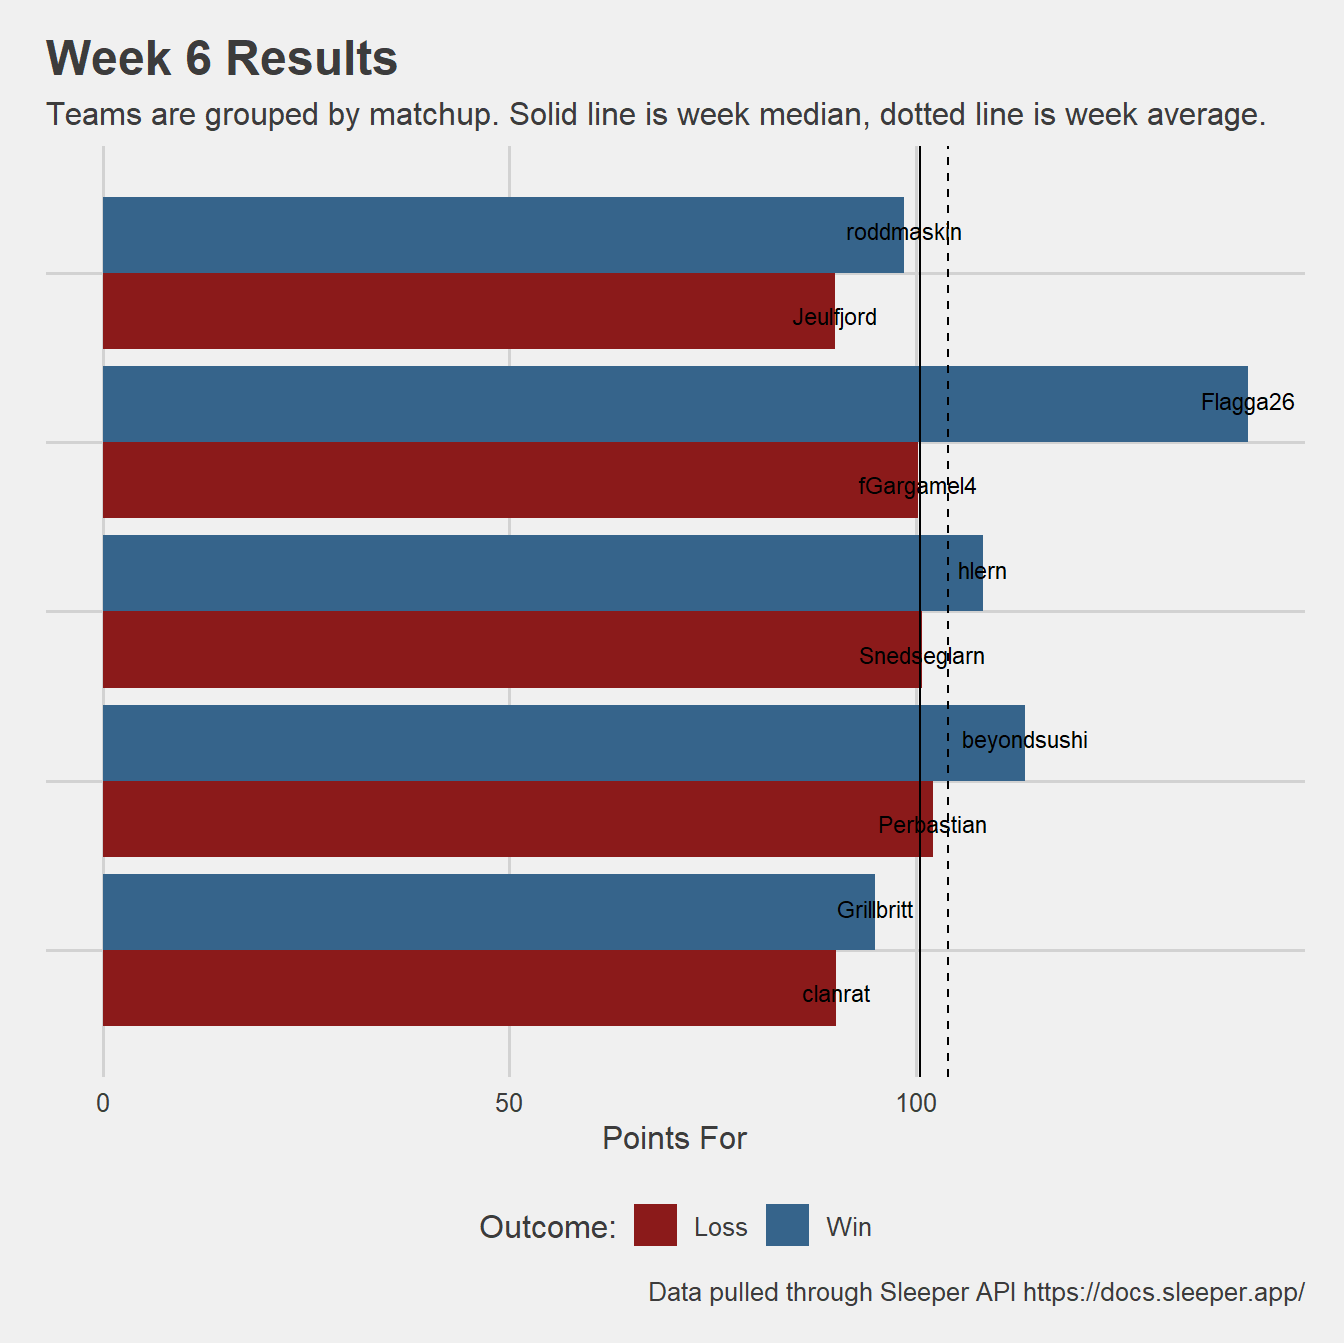 Week 6 Results
Teams are grouped by matchup. Solid line is week median, dotted line is week average.
roddmaskin
Jeulfjord
Flagga26
fGargamel4
hlern
Snedseglarn
beyondsushi
Perbastian
Grillbritt
clanrat
0 50 100
Points For
Outcome: Loss Win
Data pulled through Sleeper API https://docs.sleeper.app/